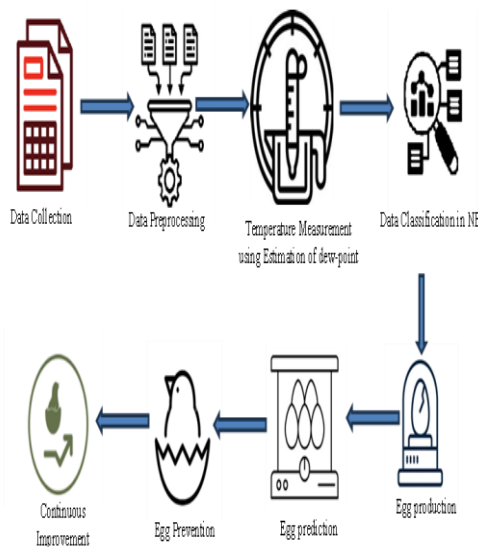 Data Collection
Data Preprocessing
Temperature Measurement
using Estimation of dew-point
Data Classification in
Egg production
Egg prediction
Egg Prevention
Continuous
Improvement